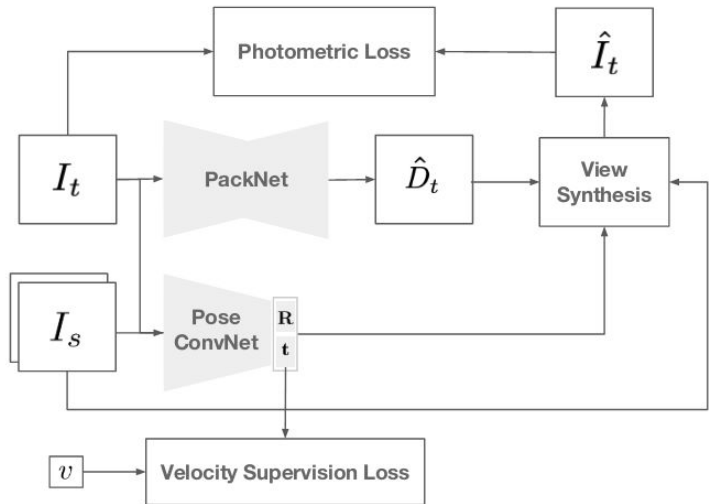 Photometric Loss
Î_t
I_t
PackNet
D̂_t
View
Synthesis
I_s
Pose
ConvNet
R
t
v
Velocity Supervision Loss